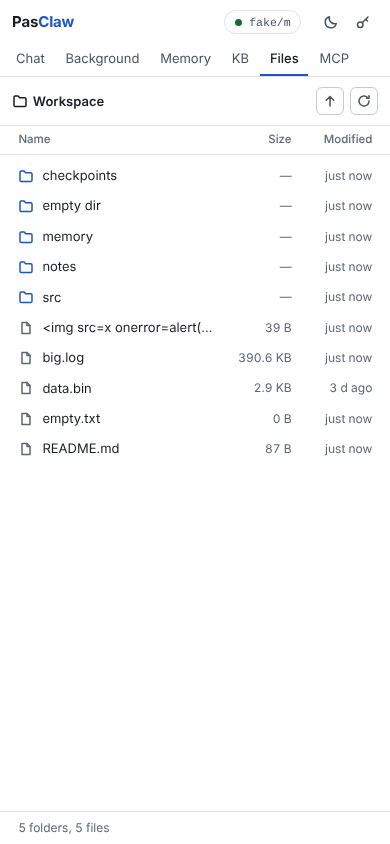 PasClaw
fake/m
Chat Background Memory KB Files MCP
Workspace
Name Size Modified
checkpoints — just now
empty dir — just now
memory — just now
notes — just now
src — just now
<img src=x onerror=alert(... 39 B just now
big.log 390.6 KB just now
data.bin 2.9 KB 3 d ago
empty.txt 0 B just now
README.md 87 B just now
5 folders, 5 files